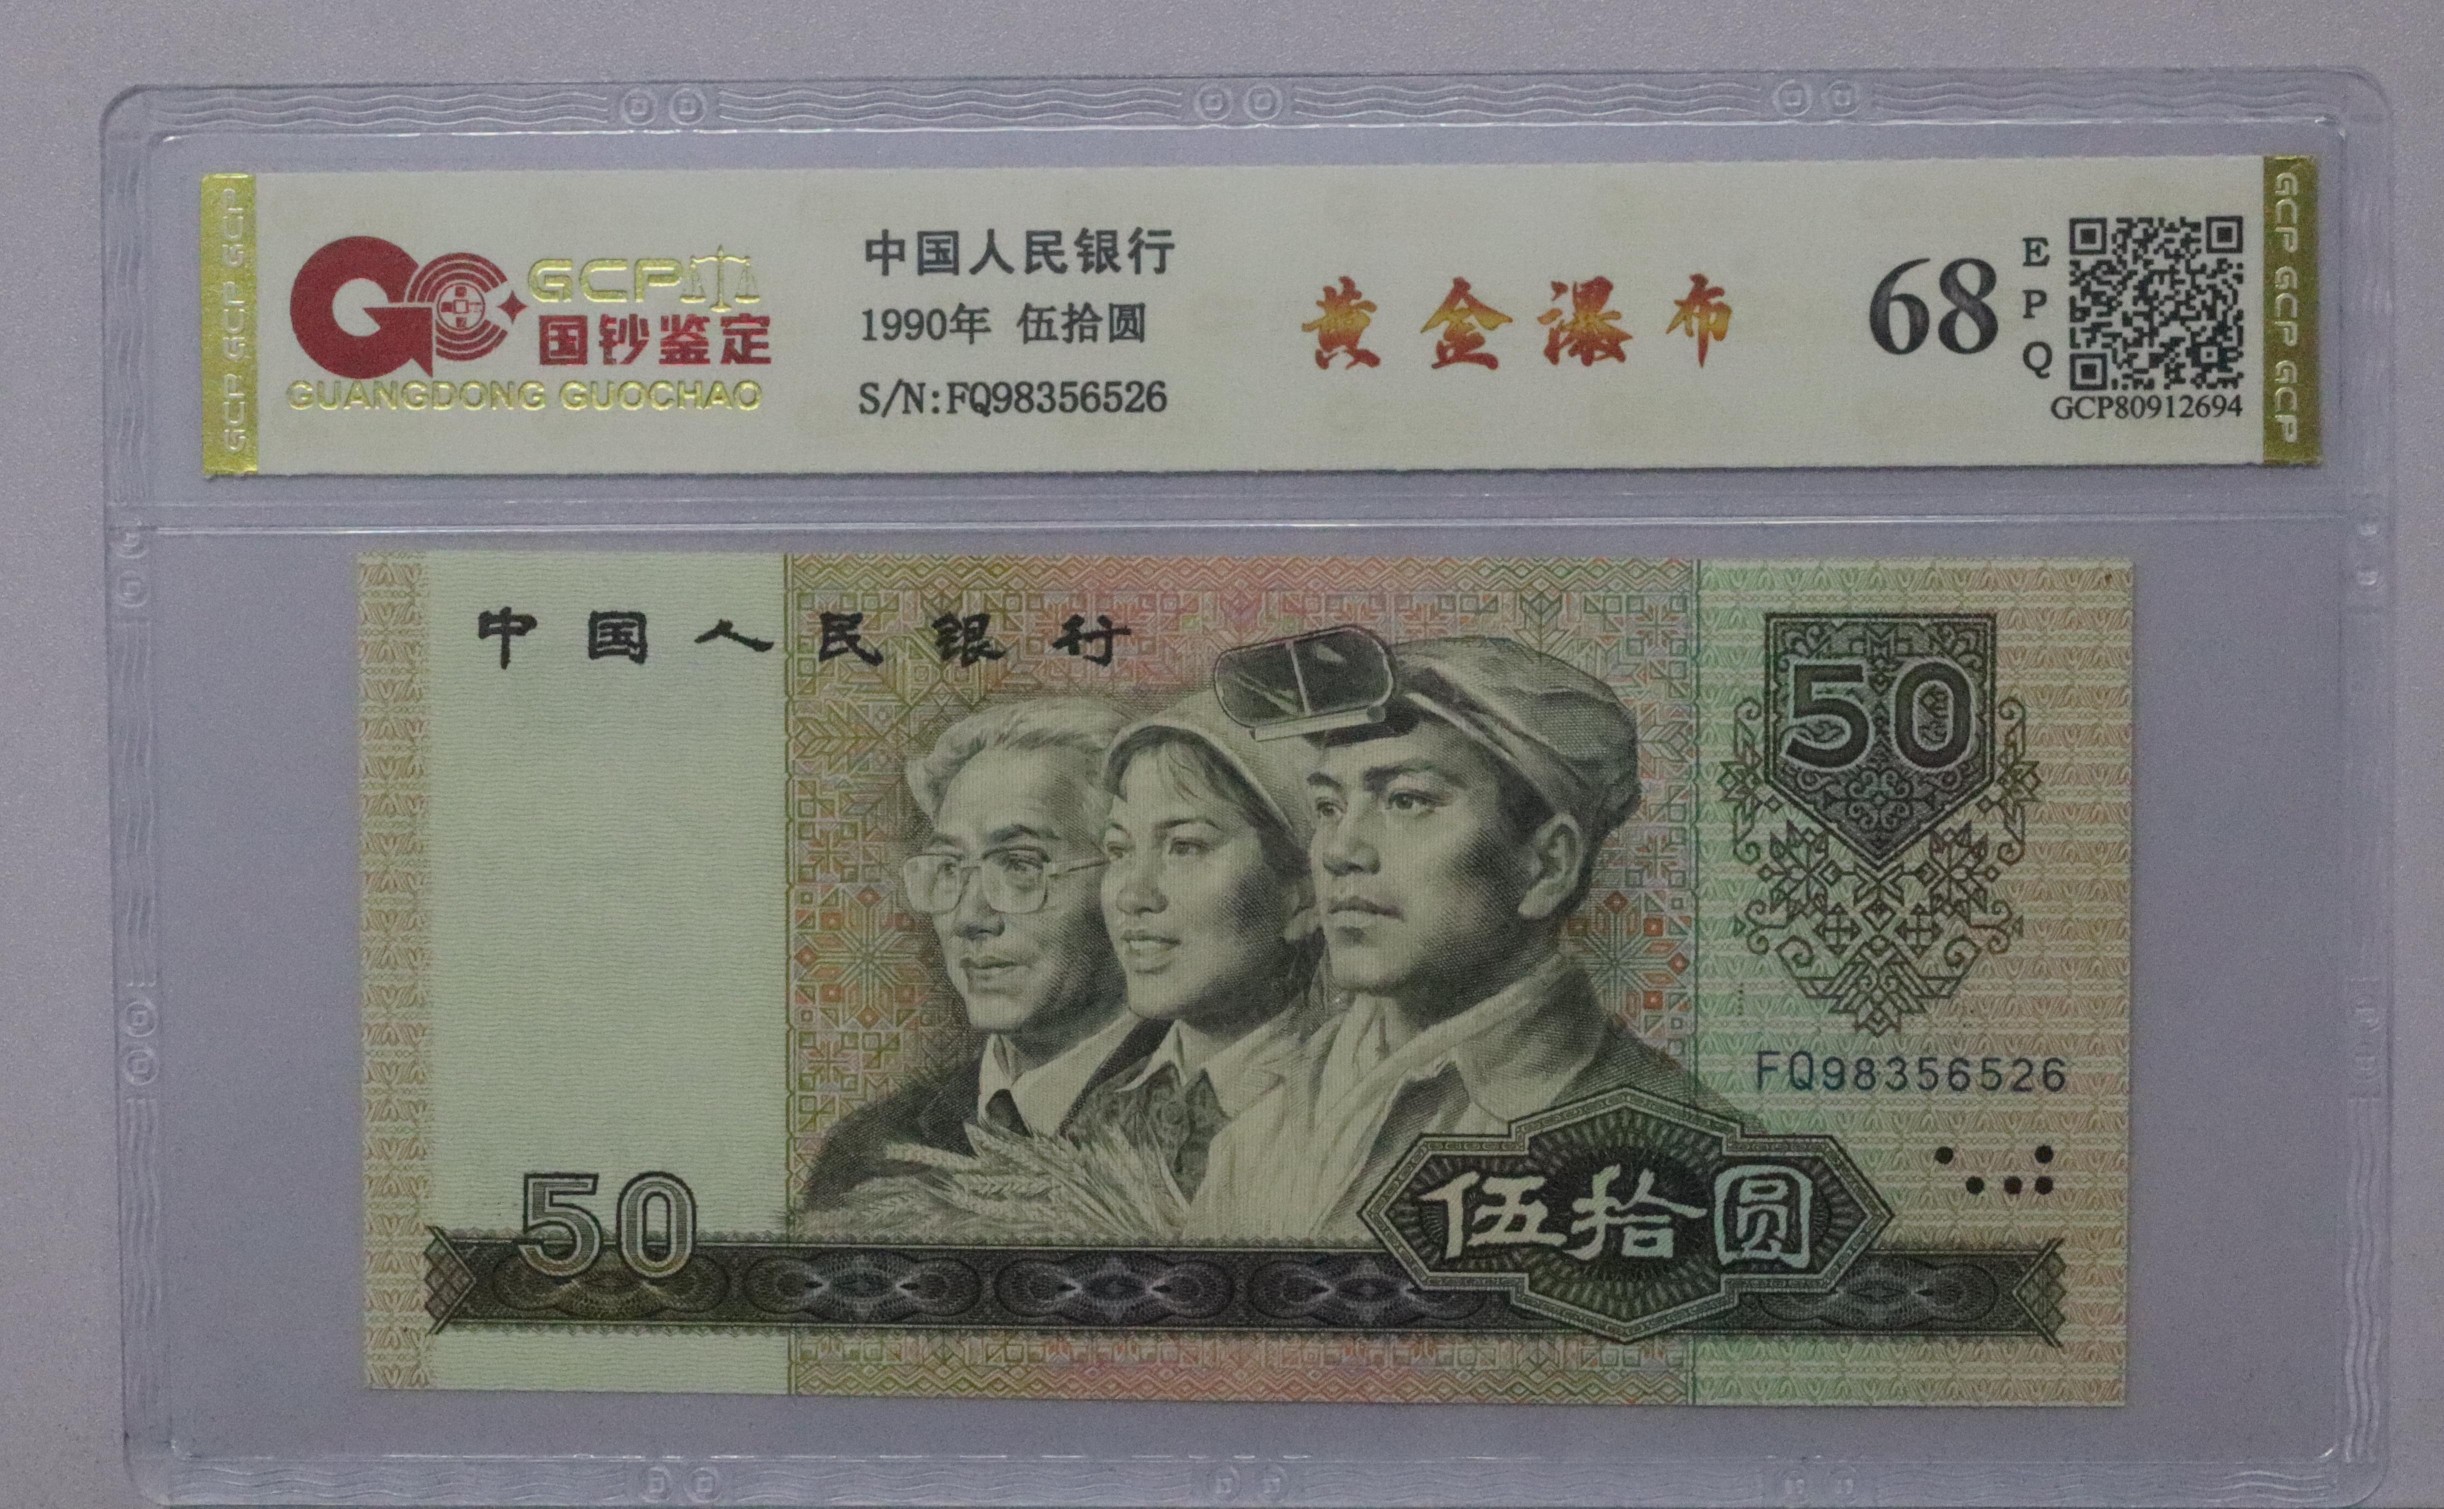 GCP
国钞鉴定
GUANGDONG GUOCHAO
中国人民银行
1990年 伍拾圆
S/N:FQ98356526
黄金瀑布
68
EPQ
GCP80912694
GCP GCP GCP
GCP GCP GCP
中国人民银行
50
FQ98356526
伍拾圆
50